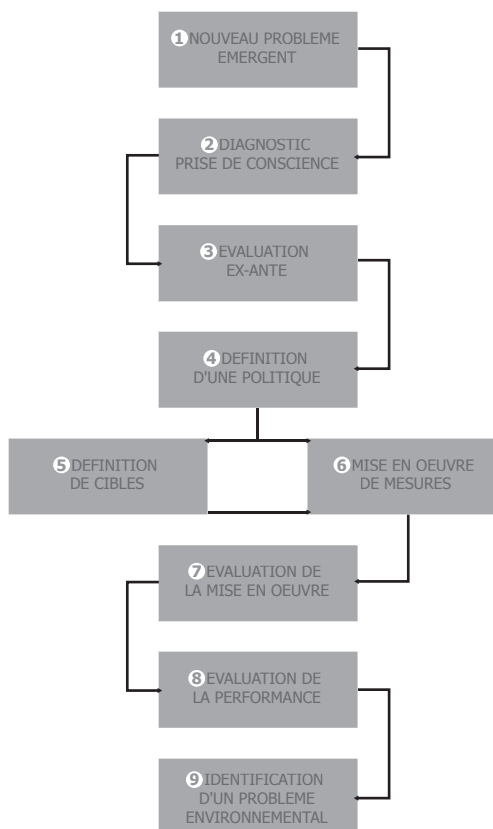 1 NOUVEAU PROBLEME
EMERGENT
2 DIAGNOSTIC
PRISE DE CONSCIENCE
3 EVALUATION
EX-ANTE
4 DEFINITION
D'UNE POLITIQUE
5 DEFINITION
DE CIBLES
6 MISE EN OEUVRE
DE MESURES
7 EVALUATION DE
LA MISE EN OEUVRE
8 EVALUATION DE
LA PERFORMANCE
9 IDENTIFICATION
D'UN PROBLEME
ENVIRONNEMENTAL